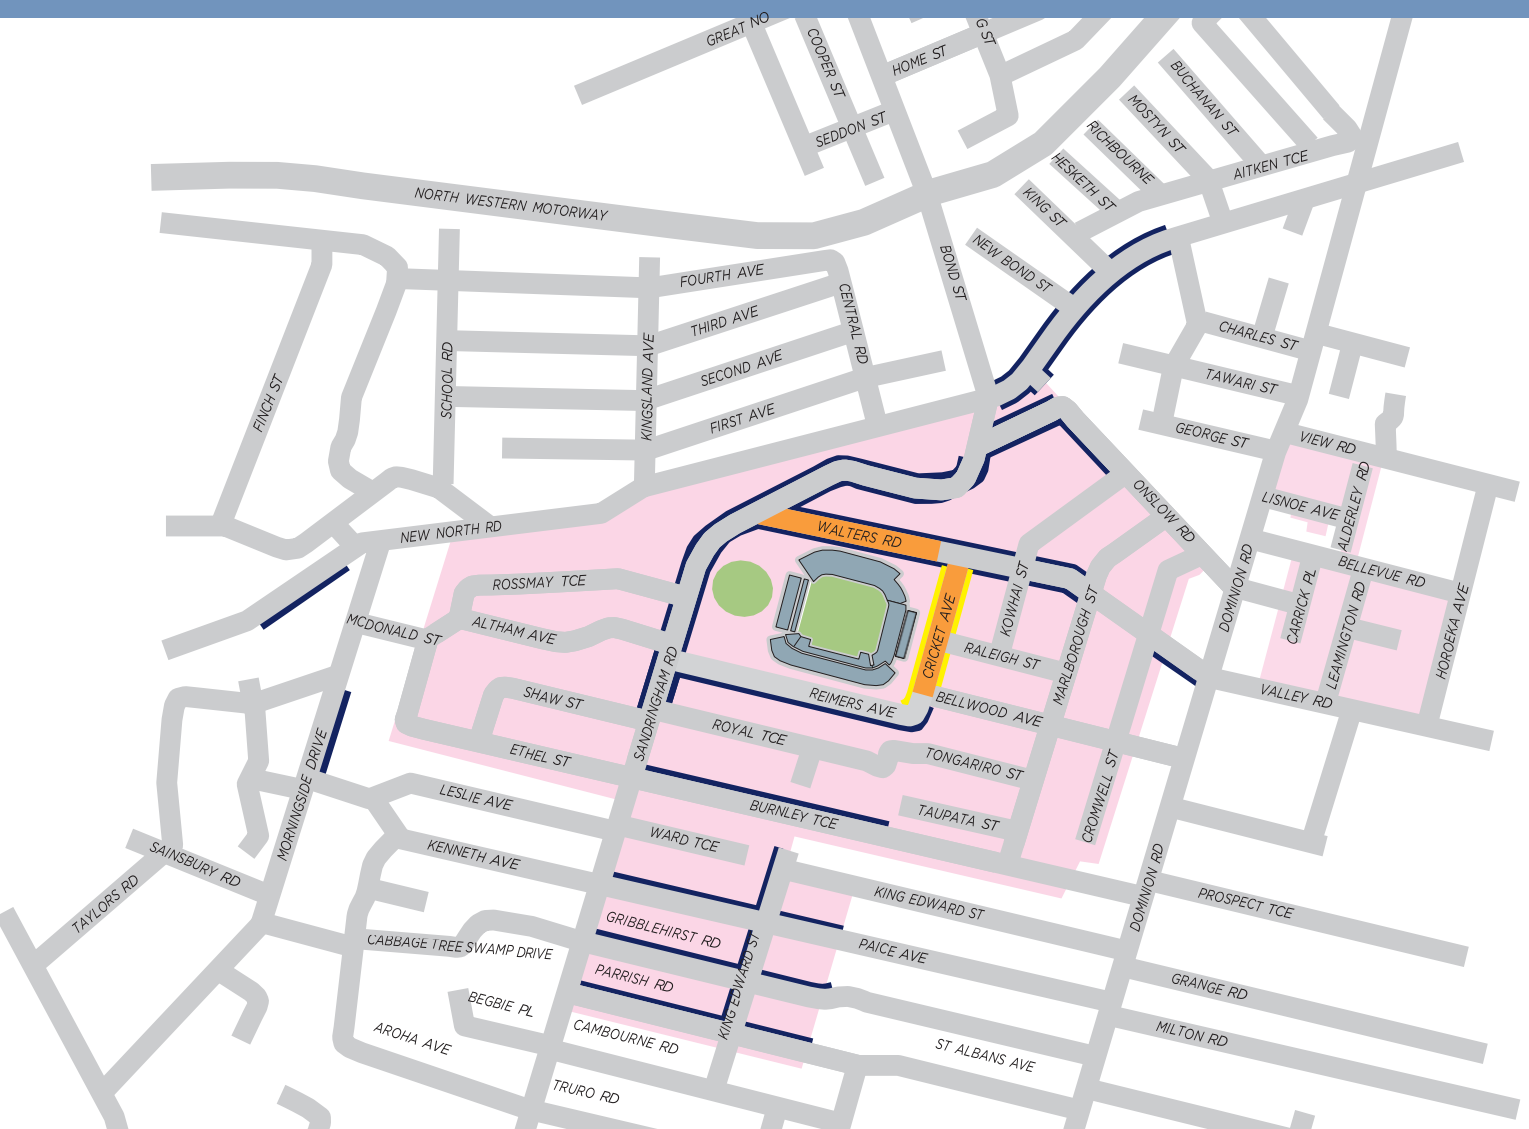 GREAT NO
COOPER ST
HOME ST
G ST
SEDDON ST
BUCHANAN ST
MOSTYN ST
RICHBOURNE
HESKETH ST
KING ST
AITKEN TCE
NORTH WESTERN MOTORWAY
NEW BOND ST
BOND ST
FOURTH AVE
THIRD AVE
CENTRAL RD
SECOND AVE
FIRST AVE
KINGSLAND AVE
SCHOOL RD
FINCH ST
CHARLES ST
TAWARI ST
GEORGE ST
VIEW RD
LISNOE AVE
ALDERLEY RD
ONSLOW RD
NEW NORTH RD
WALTERS RD
BELLEVUE RD
DOMINION RD
CARRICK PL
LEAMINGTON RD
HOROEKA AVE
ROSSMAY TCE
KOWHAI ST
MARLBOROUGH ST
CRICKET AVE
MCDONALD ST
ALTHAM AVE
RALEIGH ST
SANDRINGHAM RD
REIMERS AVE
BELLWOOD AVE
VALLEY RD
SHAW ST
ROYAL TCE
ETHEL ST
TONGARIRO ST
CROMWELL ST
MORNINGSIDE DRIVE
LESLIE AVE
BURNLEY TCE
TAUPATA ST
WARD TCE
KENNETH AVE
SAINSBURY RD
TAYLORS RD
KING EDWARD ST
DOMINION RD
PROSPECT TCE
GRIBBLEHIRST RD
CABBAGE TREE SWAMP DRIVE
PAICE AVE
PARRISH RD
KING EDWARD ST
GRANGE RD
BEGBIE PL
AROHA AVE
CAMBOURNE RD
ST ALBANS AVE
MILTON RD
TRURO RD